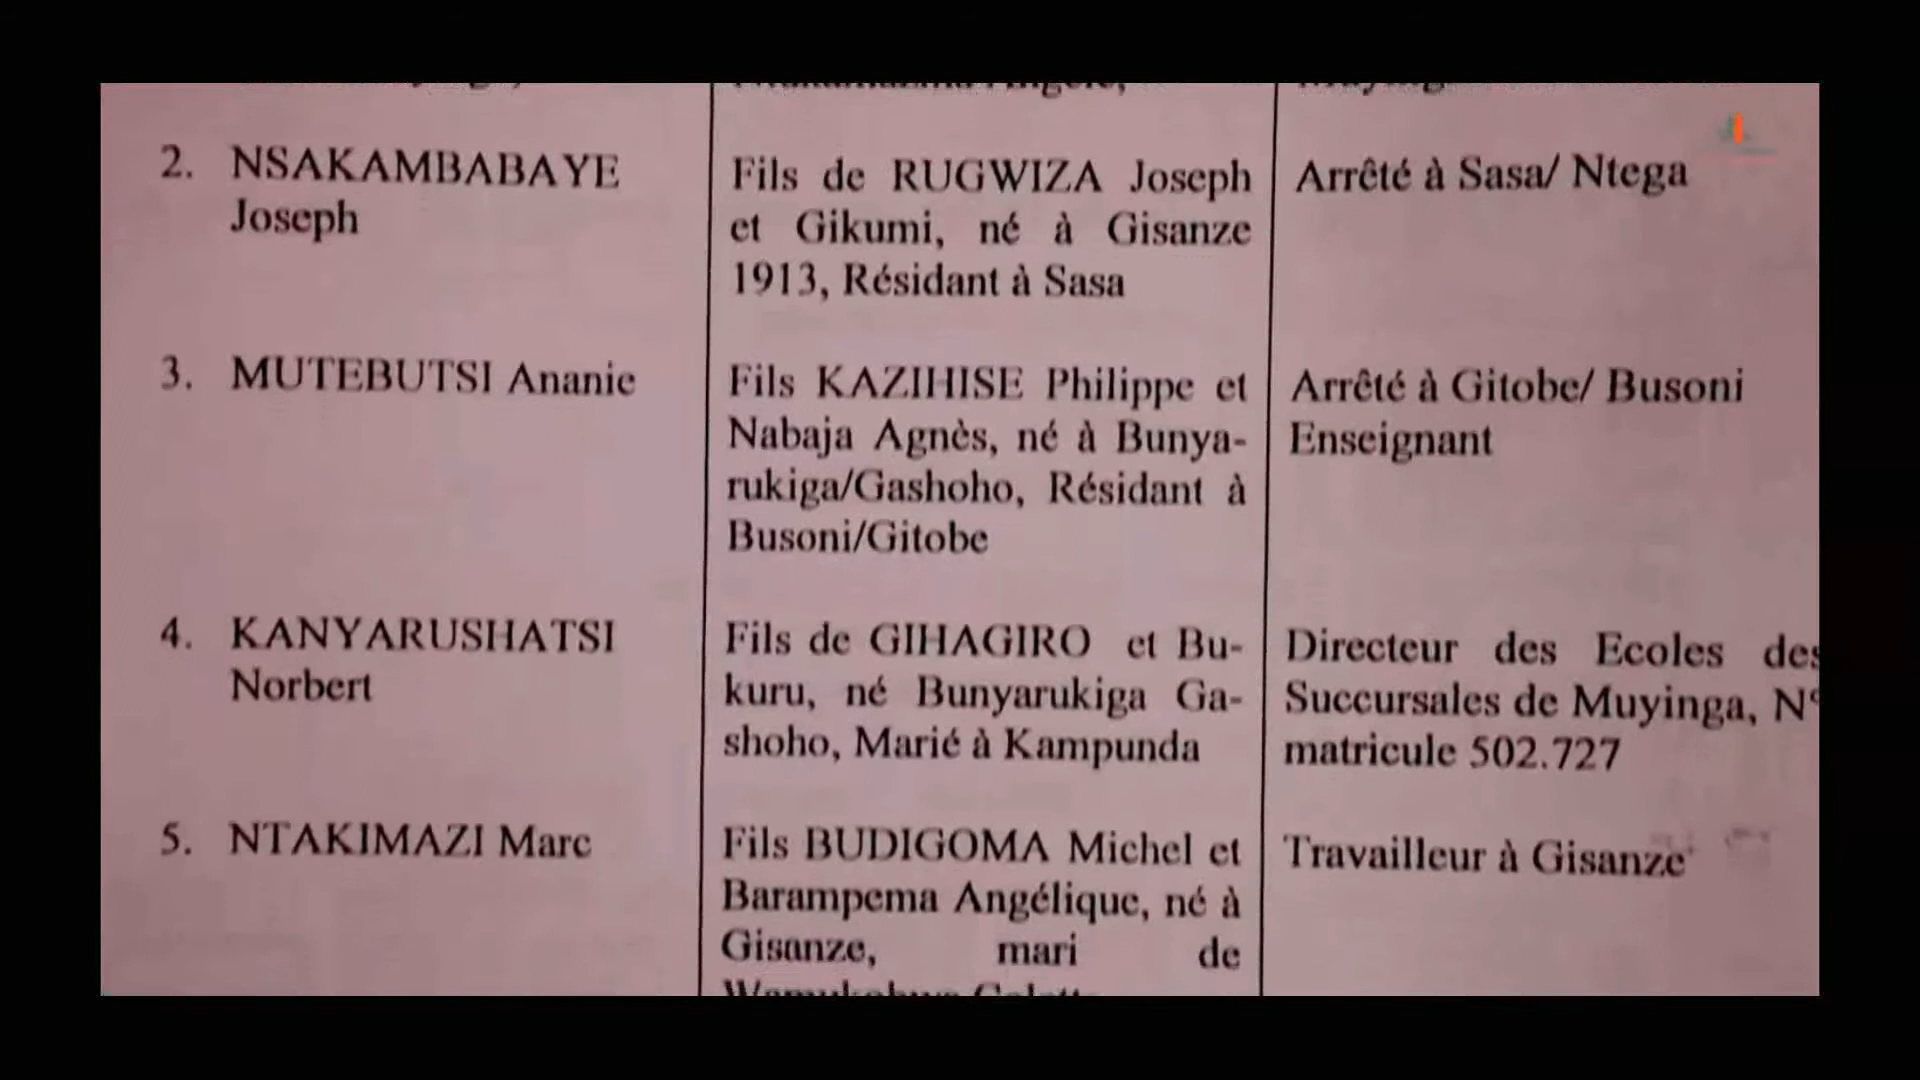 2. NSAKAMBABAYE
Joseph
Fils de RUGWIZA Joseph
et Gikumi, né à Gisanze
1913, Résidant à Sasa
Arrêté à Sasa/ Ntega
3. MUTEBUTSI Ananie
Fils KAZIHISE Philippe et
Nabaja Agnès, né à Bunya-
rukiga/Gashoho, Résidant à
Busoni/Gitobe
Arrêté à Gitobe/ Busoni
Enseignant
4. KANYARUSHATSI
Norbert
Fils de GIHAGIRO et Bu-
kuru, né Bunyarukiga Ga-
shoho, Marié à Kampunda
Directeur des Ecoles des
Succursales de Muyinga, N°
matricule 502.727
5. NTAKIMAZI Marc
Fils BUDIGOMA Michel et
Barampema Angélique, né à
Gisanze, mari de
Travailleur à Gisanze